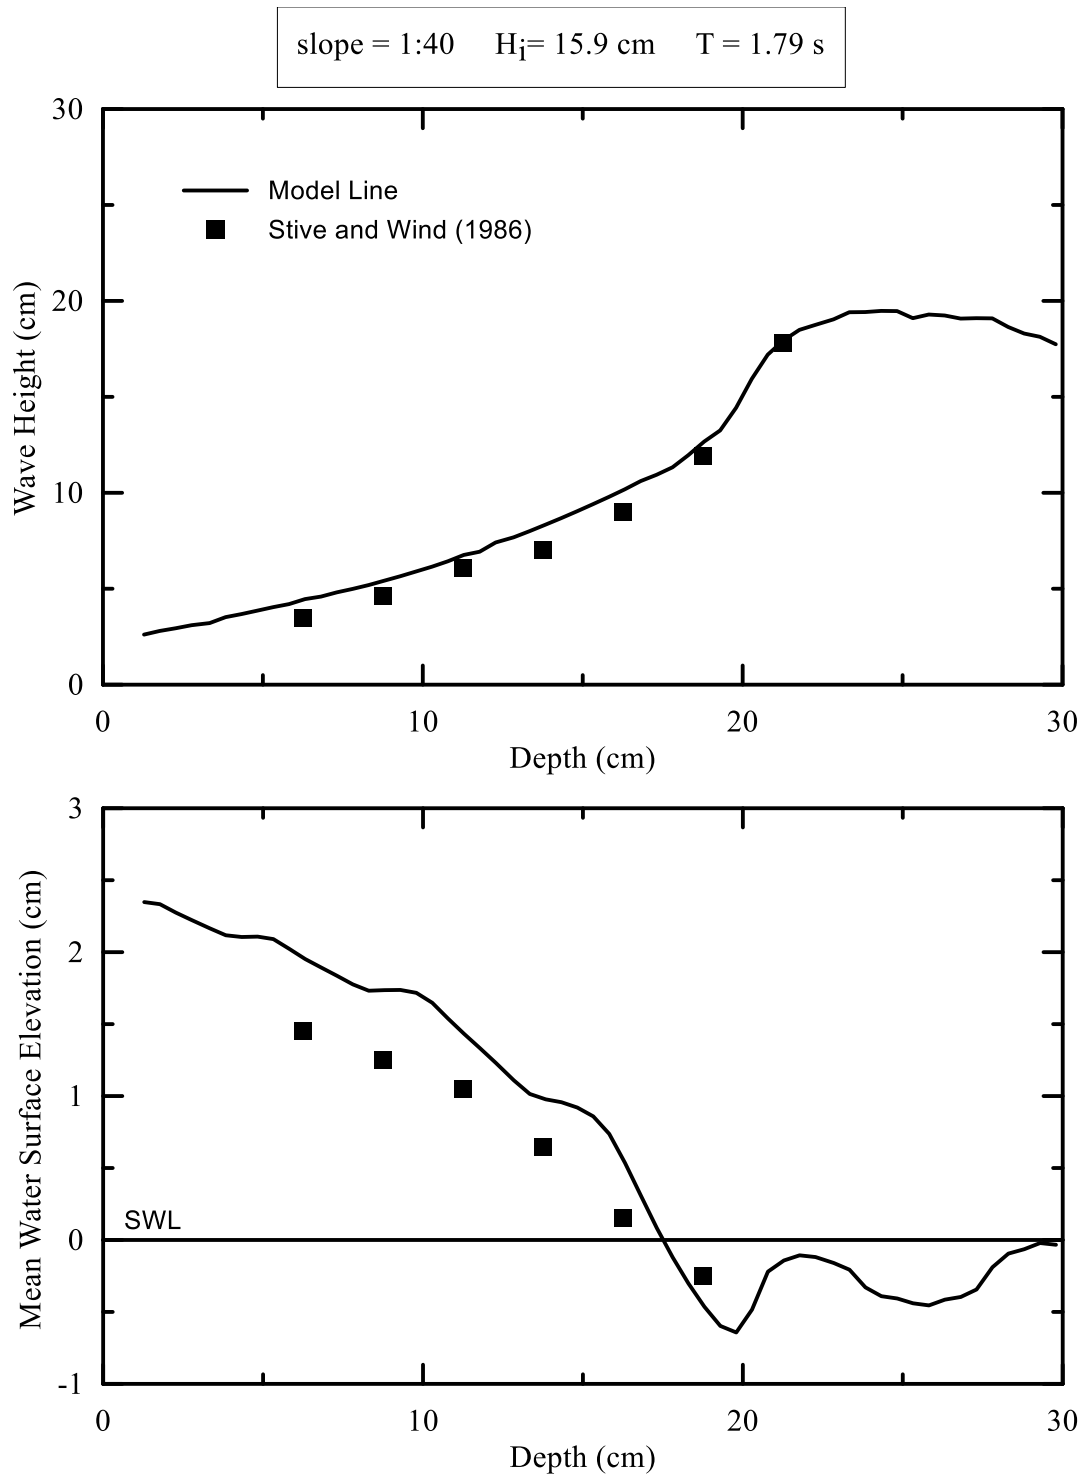 slope = 1:40 Hi= 15.9 cm T = 1.79 s
30
Model Line
Stive and Wind (1986)
20
Wave Height (cm)
10
0
0 10 20 30
Depth (cm)
3
2
Mean Water Surface Elevation (cm)
1
SWL
0
-1
0 10 20 30
Depth (cm)